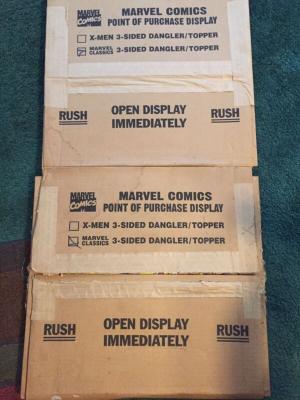 MARVEL COMICS
MARVEL COMICS
POINT OF PURCHASE DISPLAY
X-MEN 3-SIDED DANGLER/TOPPER
MARVEL CLASSICS 3-SIDED DANGLER/TOPPER
RUSH
OPEN DISPLAY
IMMEDIATELY
RUSH
MARVEL COMICS
MARVEL COMICS
POINT OF PURCHASE DISPLAY
X-MEN 3-SIDED DANGLER/TOPPER
MARVEL CLASSICS 3-SIDED DANGLER/TOPPER
RUSH
OPEN DISPLAY
IMMEDIATELY
RUSH